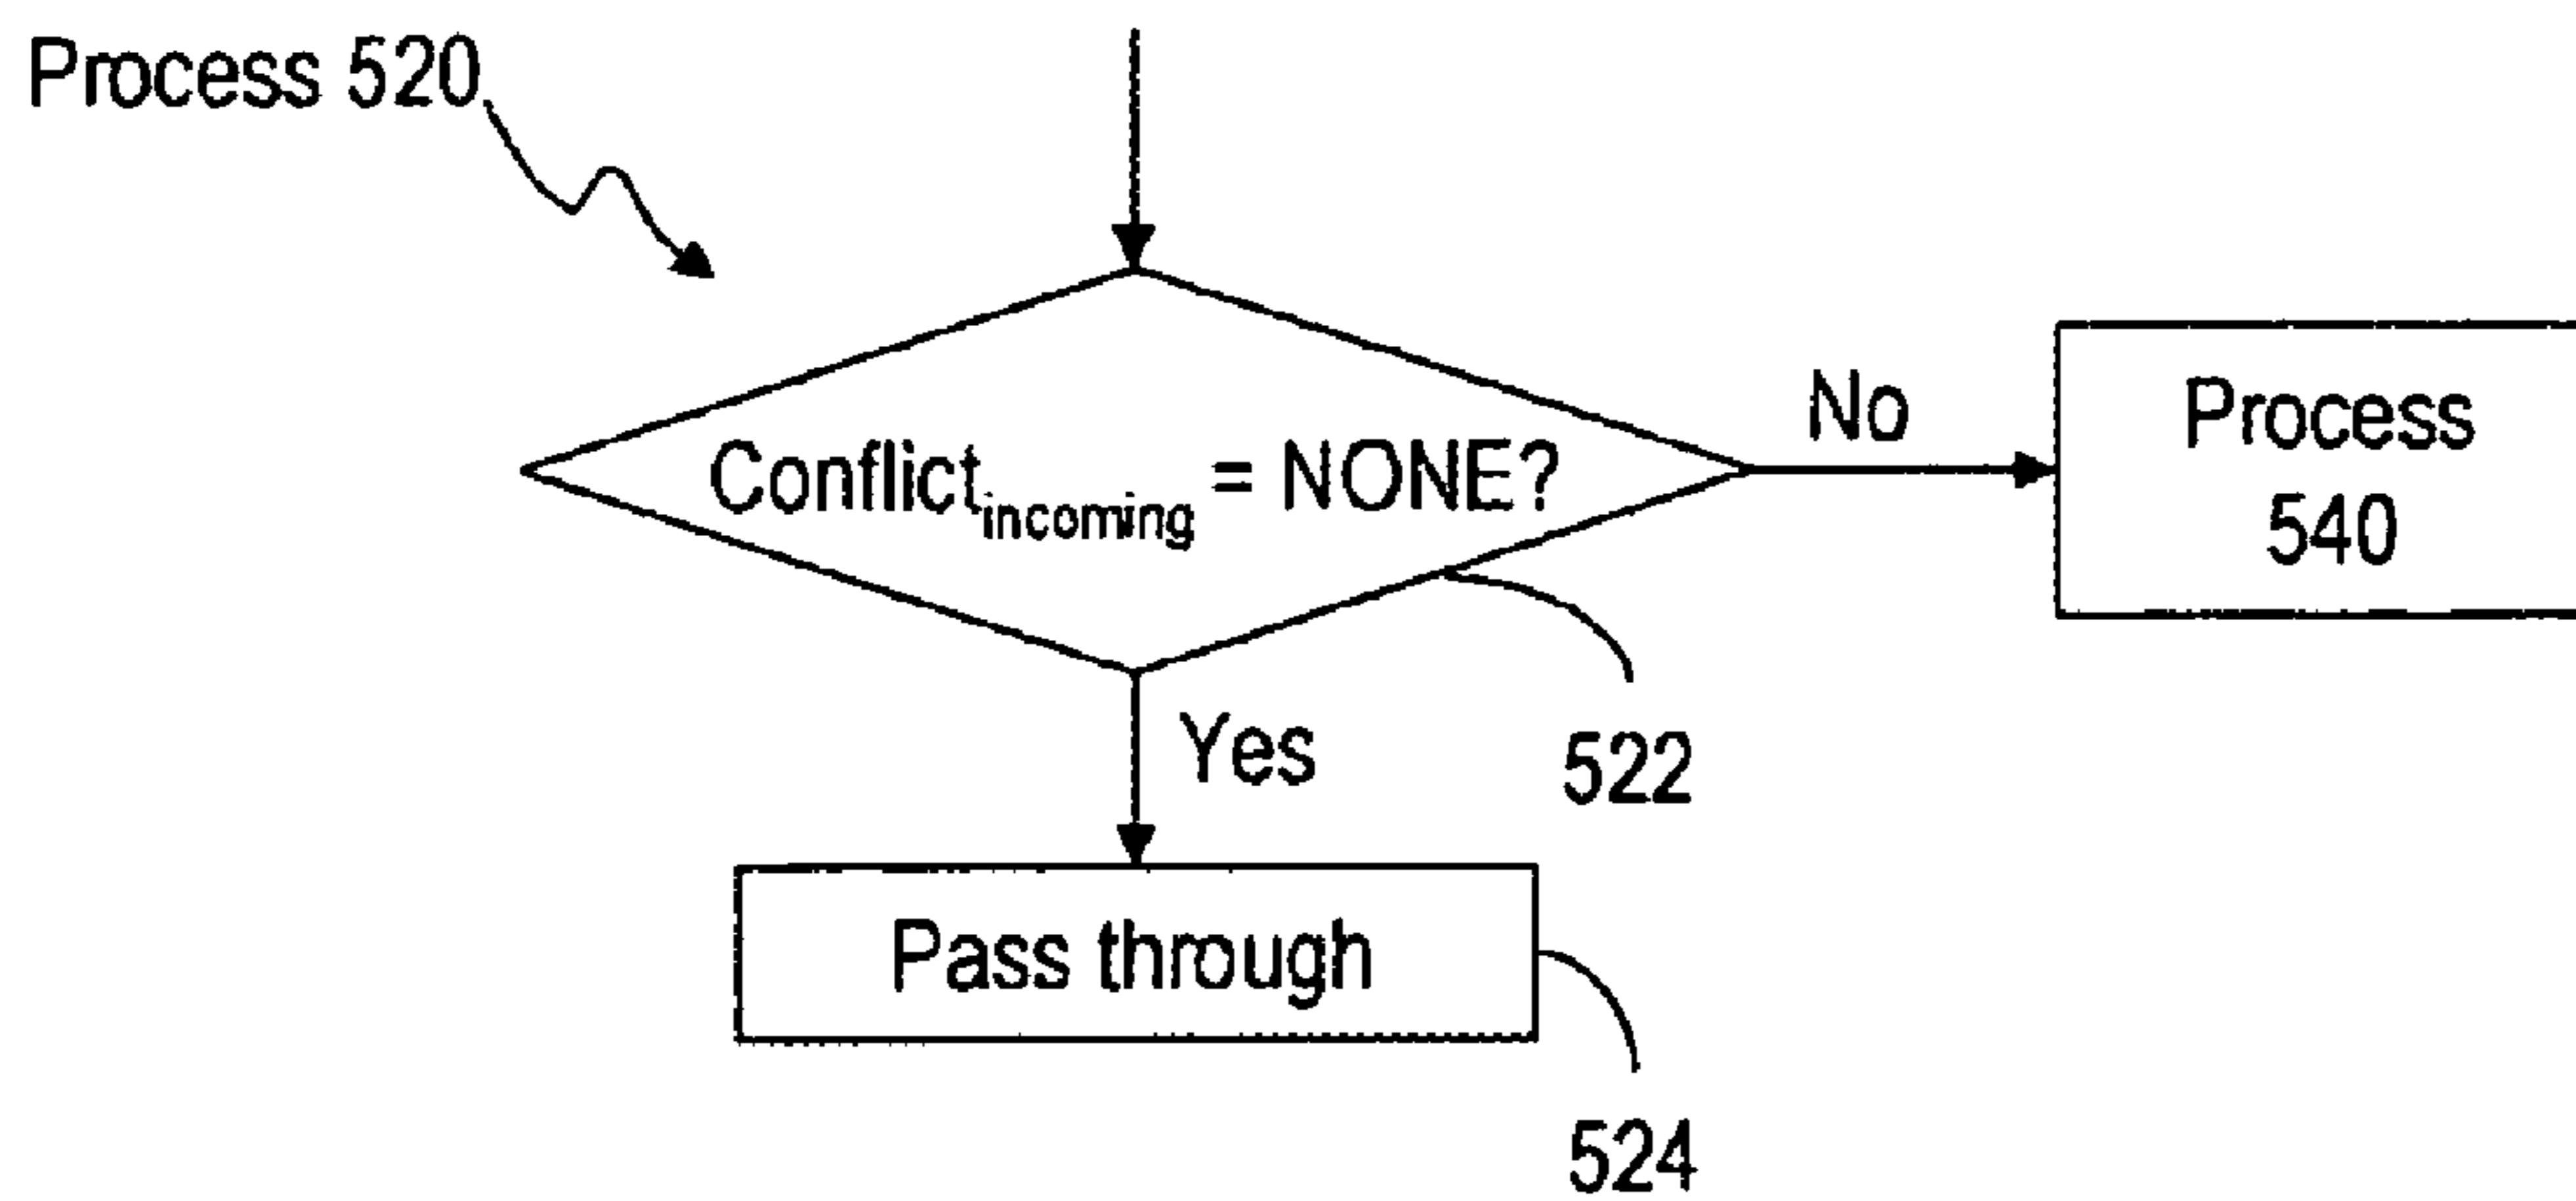 Process 520
Conflictincoming = NONE?
No
Process
540
Yes
522
Pass through
524